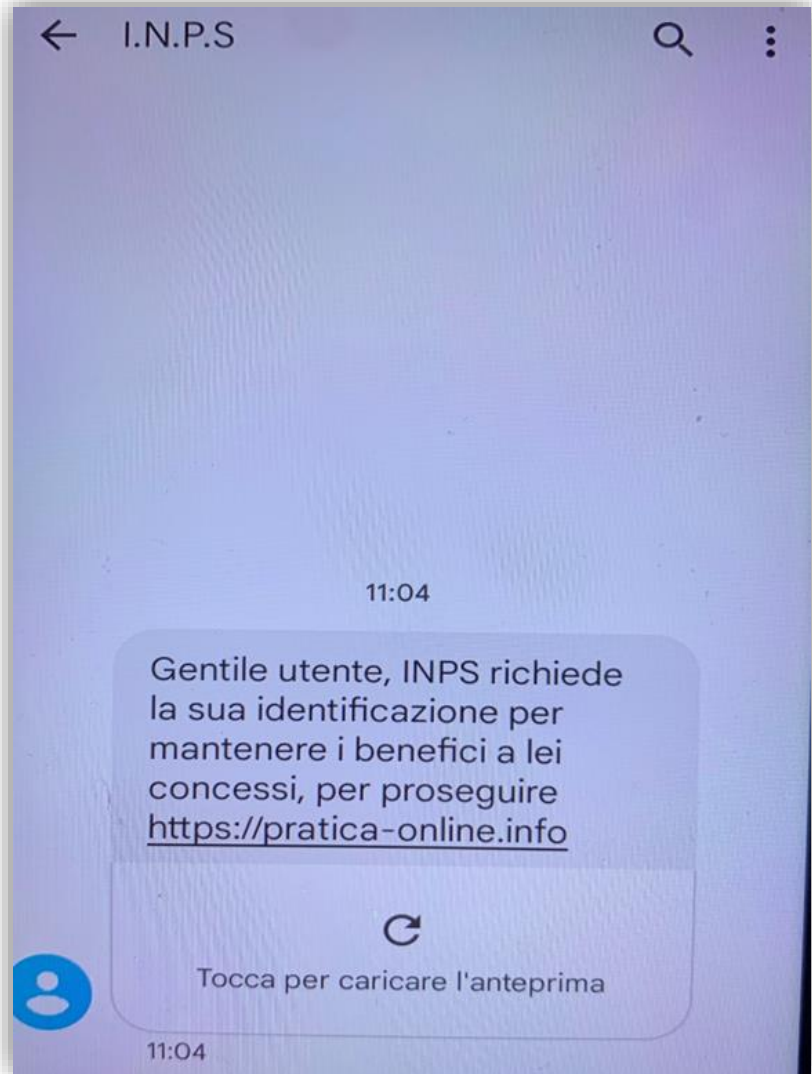 I.N.P.S
11:04
Gentile utente, INPS richiede
la sua identificazione per
mantenere i benefici a lei
concessi, per proseguire
https://pratica-online.info
Tocca per caricare l'anteprima
11:04